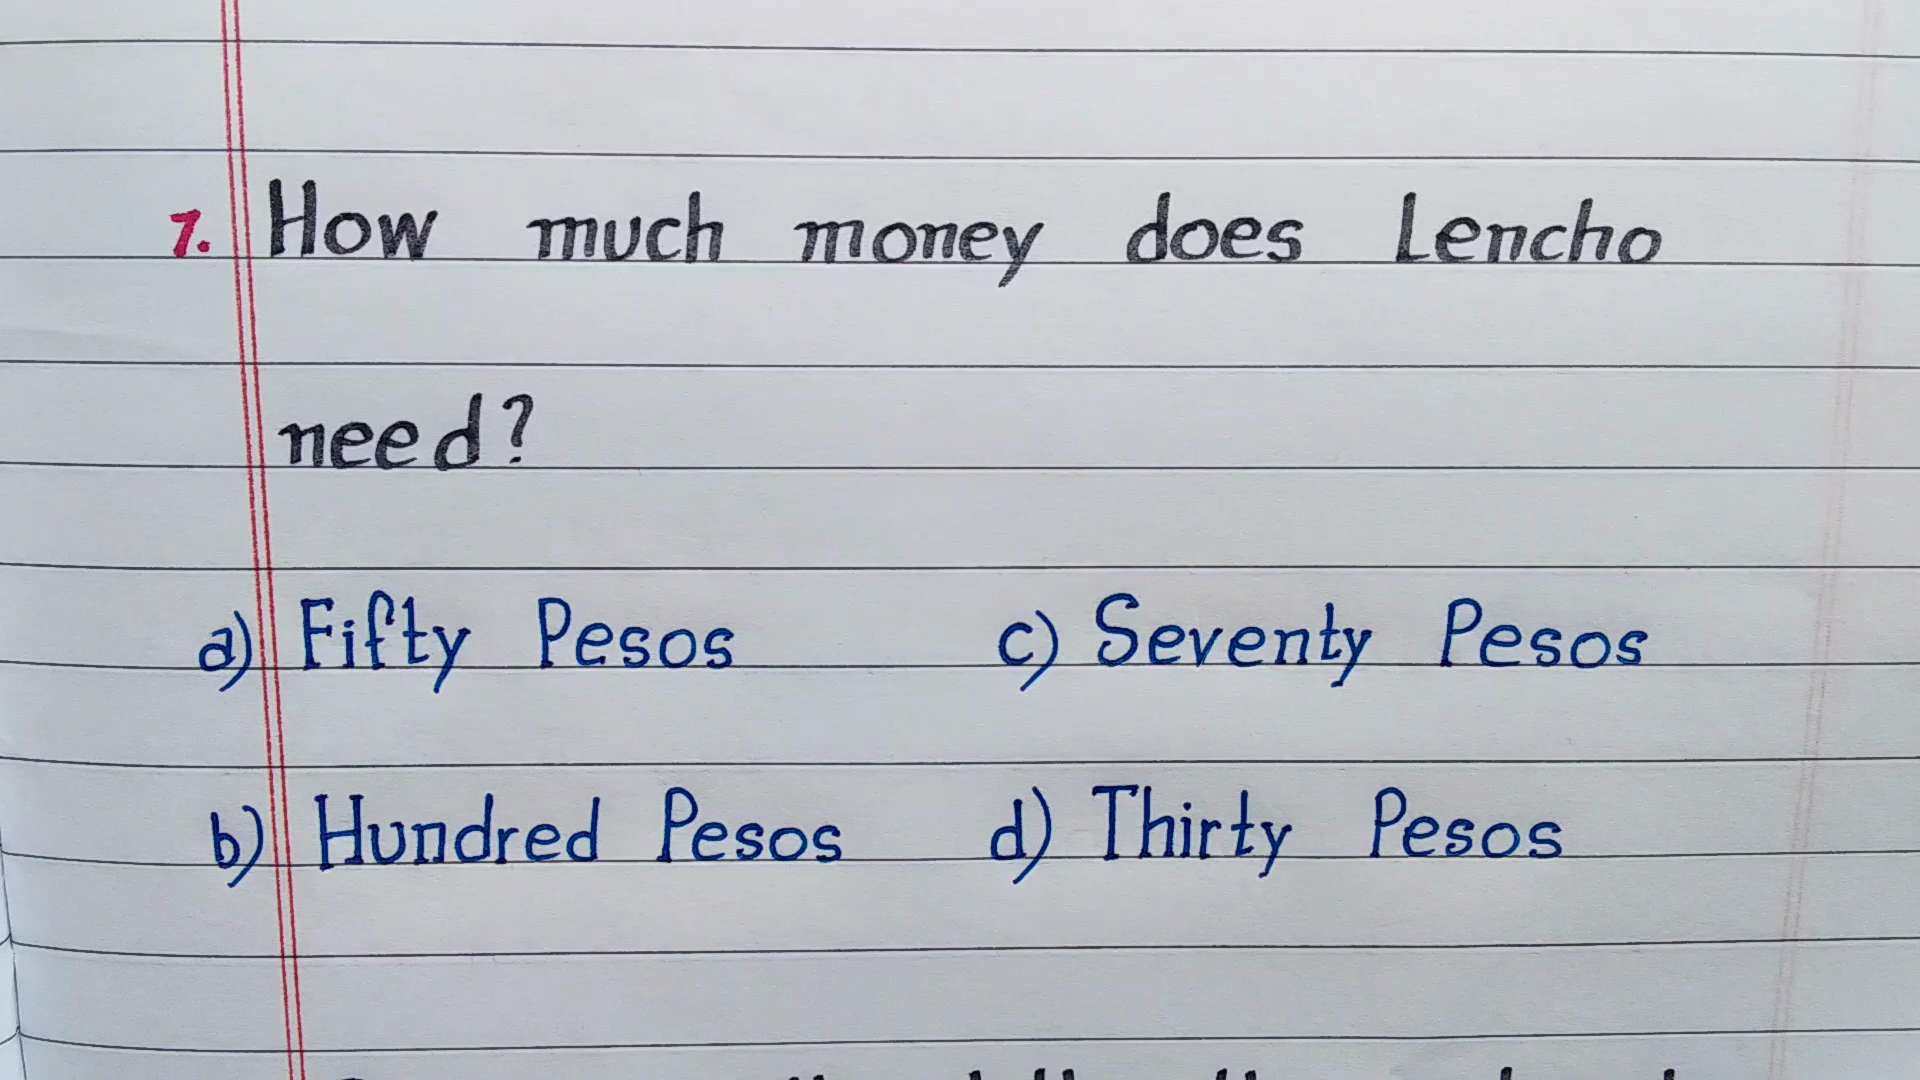 7. How much money does Lencho
need?
a) Fifty Pesos c) Seventy Pesos
b) Hundred Pesos d) Thirty Pesos